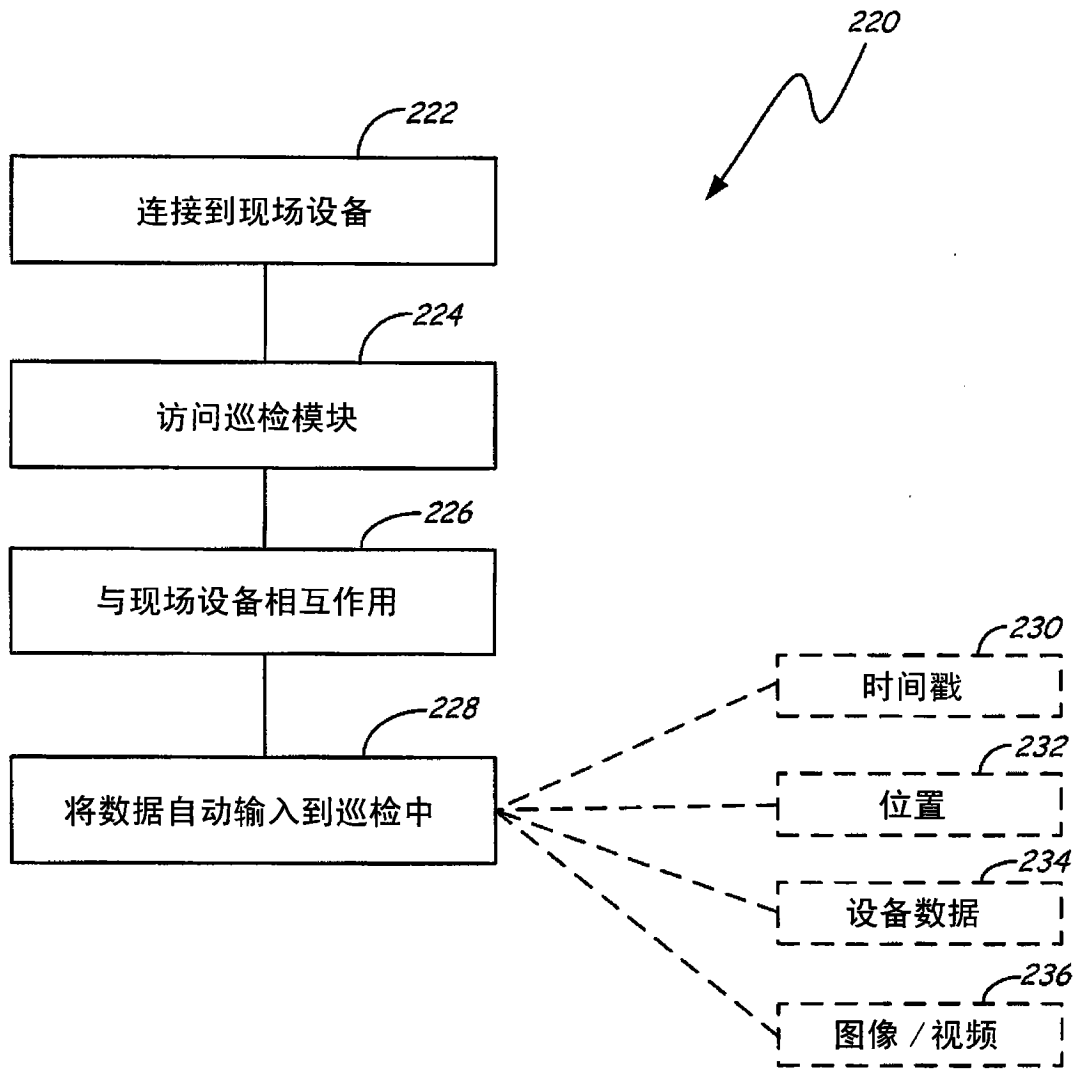 220
222
连接到现场设备
224
访问巡检模块
226
与现场设备相互作用
228
将数据自动输入到巡检中
230
时间戳
232
位置
234
设备数据
236
图像 / 视频